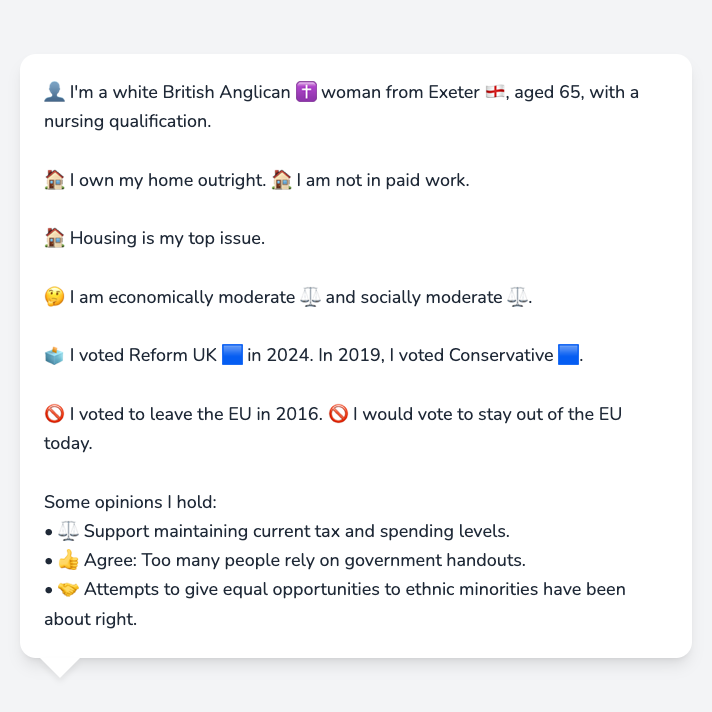 👤 I'm a white British Anglican ✝️ woman from Exeter 🏴󠁧󠁢󠁥󠁮󠁧󠁿, aged 65, with a
nursing qualification.
🏠 I own my home outright. 🏠 I am not in paid work.
🏠 Housing is my top issue.
🤔 I am economically moderate ⚖️ and socially moderate ⚖️.
🗳️ I voted Reform UK 🟦 in 2024. In 2019, I voted Conservative 🟦.
🚫 I voted to leave the EU in 2016. 🚫 I would vote to stay out of the EU
today.
Some opinions I hold:
• ⚖️ Support maintaining current tax and spending levels.
• 👍 Agree: Too many people rely on government handouts.
• 🤝 Attempts to give equal opportunities to ethnic minorities have been
about right.